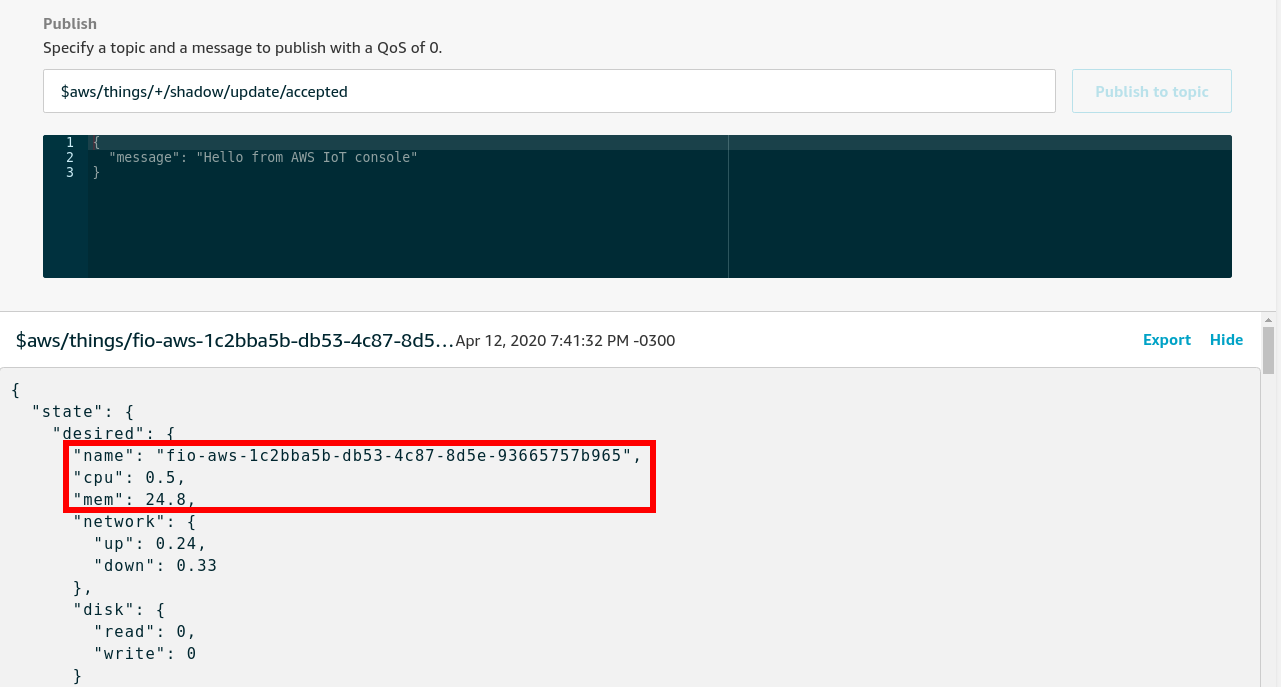 Publish
Specify a topic and a message to publish with a QoS of 0.
$aws/things/+/shadow/update/accepted
Publish to topic
1 {
2   "message": "Hello from AWS IoT console"
3 }
$aws/things/fio-aws-1c2bba5b-db53-4c87-8d5... Apr 12, 2020 7:41:32 PM -0300 Export Hide
{
  "state": {
    "desired": {
      "name": "fio-aws-1c2bba5b-db53-4c87-8d5e-93665757b965",
      "cpu": 0.5,
      "mem": 24.8,
      "network": {
        "up": 0.24,
        "down": 0.33
      },
      "disk": {
        "read": 0,
        "write": 0
      }